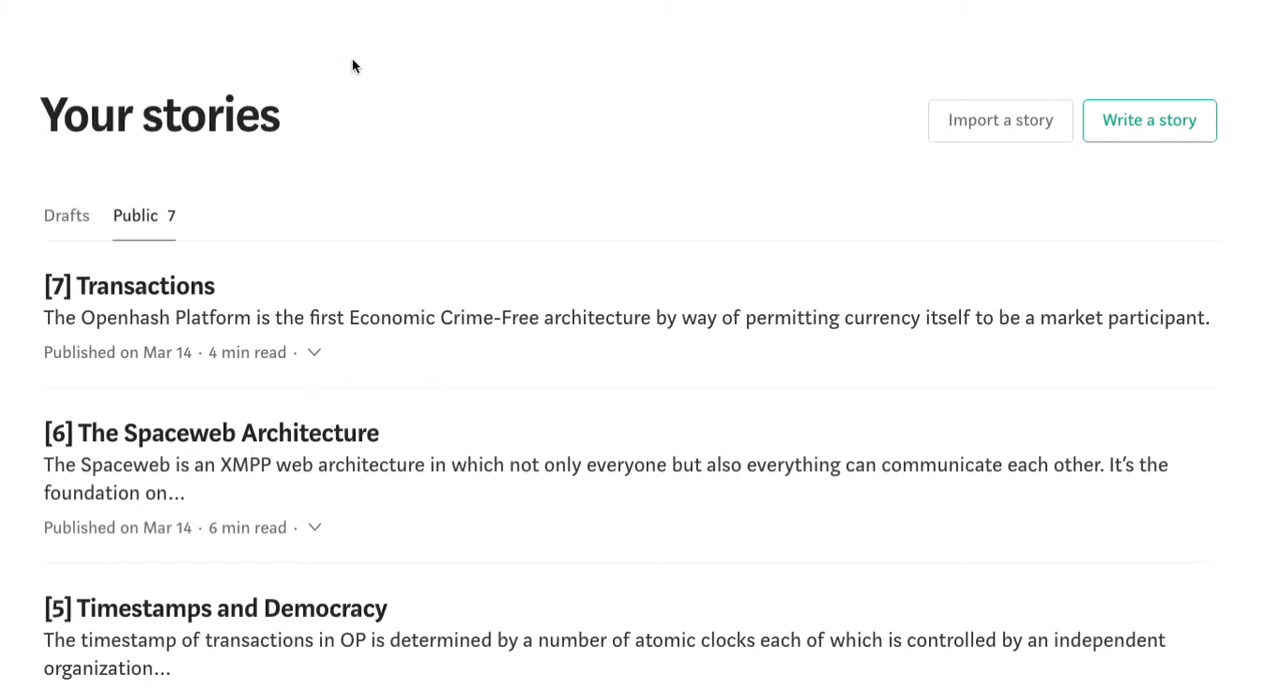 Your stories
Import a story
Write a story
Drafts
Public 7
[7] Transactions
The Openhash Platform is the first Economic Crime-Free architecture by way of permitting currency itself to be a market participant.
Published on Mar 14 · 4 min read ·
[6] The Spaceweb Architecture
The Spaceweb is an XMPP web architecture in which not only everyone but also everything can communicate each other. It’s the
foundation on…
Published on Mar 14 · 6 min read ·
[5] Timestamps and Democracy
The timestamp of transactions in OP is determined by a number of atomic clocks each of which is controlled by an independent
organization…